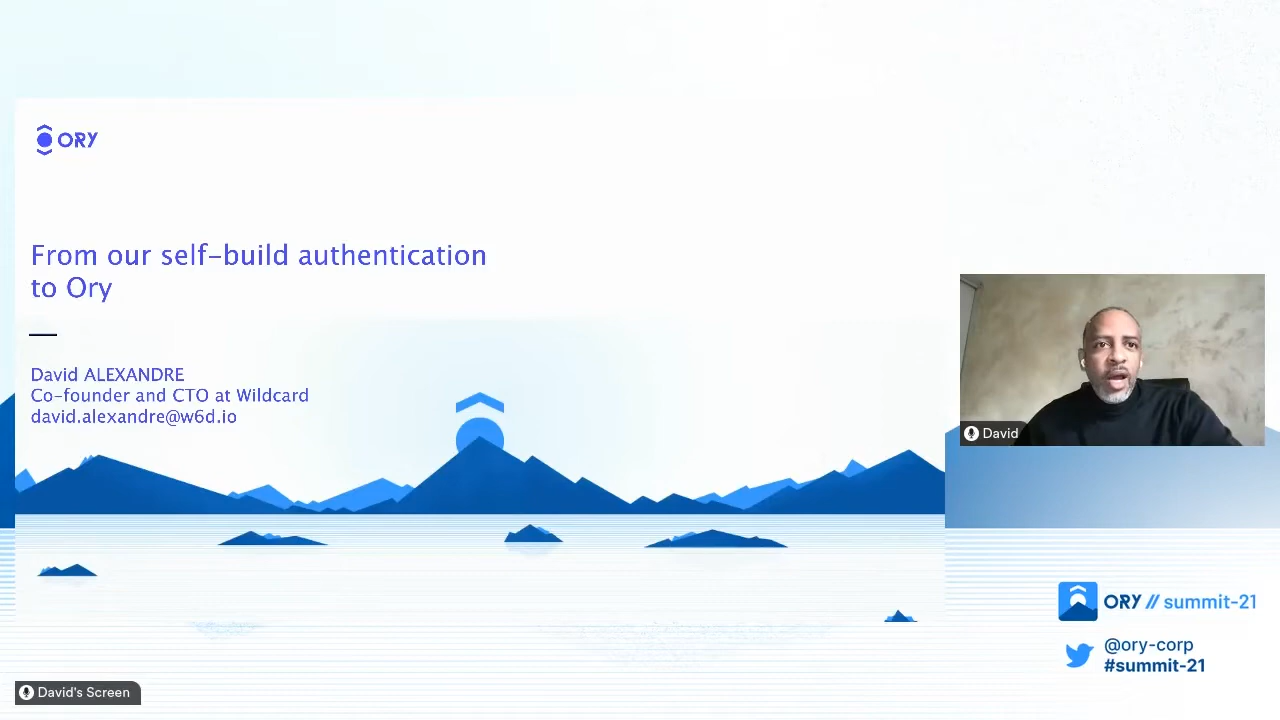 ORY
From our self-build authentication
to Ory
David ALEXANDRE
Co-founder and CTO at Wildcard
david.alexandre@w6d.io
David
ORY // summit-21
@ory-corp
#summit-21
David's Screen